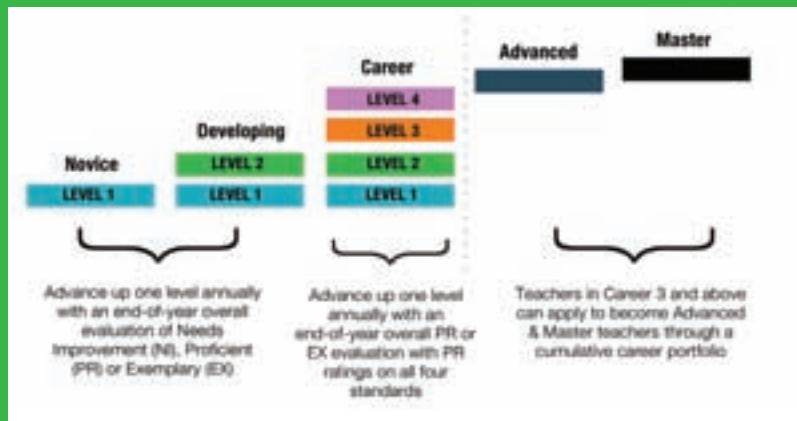 Novice
LEVEL 1
Developing
LEVEL 2
LEVEL 1
Career
LEVEL 4
LEVEL 3
LEVEL 2
LEVEL 1
Advanced
Master
Advance up one level annually
with an end-of-year overall
evaluation of Needs
Improvement (NI), Proficient
(PR) or Exemplary (EX)
Advance up one level
annually with an
end-of-year overall PR or
EX evaluation with PR
ratings on all four
standards
Teachers in Career 3 and above
can apply to become Advanced
& Master teachers through a
cumulative career portfolio